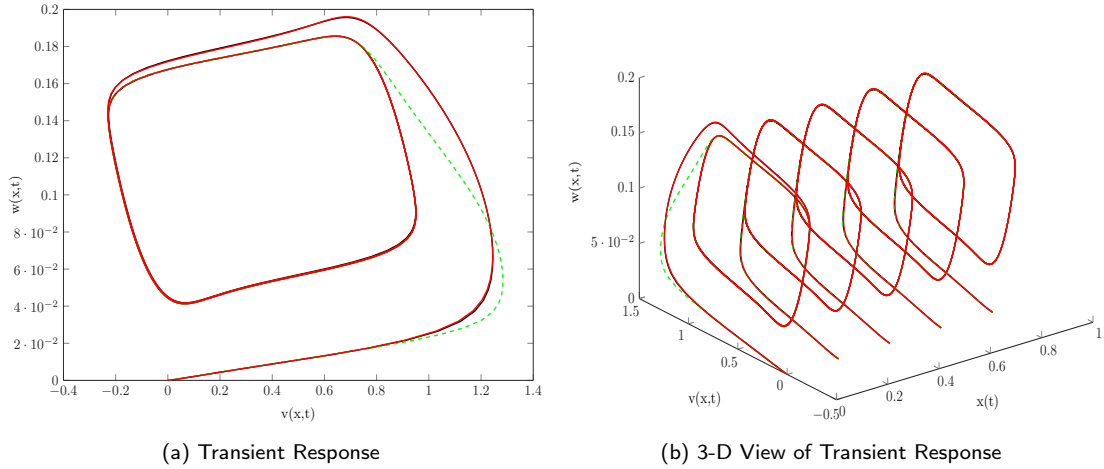 0.2
0.18
0.16
0.14
0.12
0.1
8 · 10⁻²
6 · 10⁻²
4 · 10⁻²
2 · 10⁻²
0
w(x,t)
−0.4 −0.2 0 0.2 0.4 0.6 0.8 1 1.2 1.4
v(x,t)
(a) Transient Response
0.2
0.15
0.1
5 · 10⁻²
0
w(x,t)
1.5
1
0.5
0
−0.5
v(x,t)
0
0.2
0.4
0.6
0.8
1
x(t)
(b) 3-D View of Transient Response